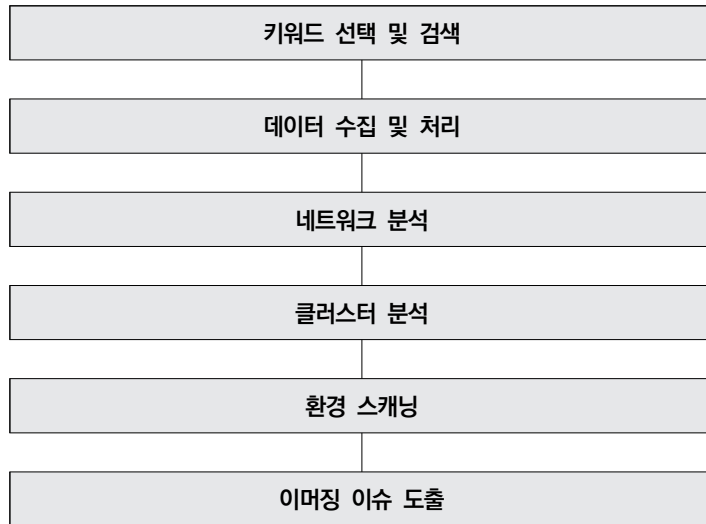 키워드 선택 및 검색
데이터 수집 및 처리
네트워크 분석
클러스터 분석
환경 스캐닝
이머징 이슈 도출